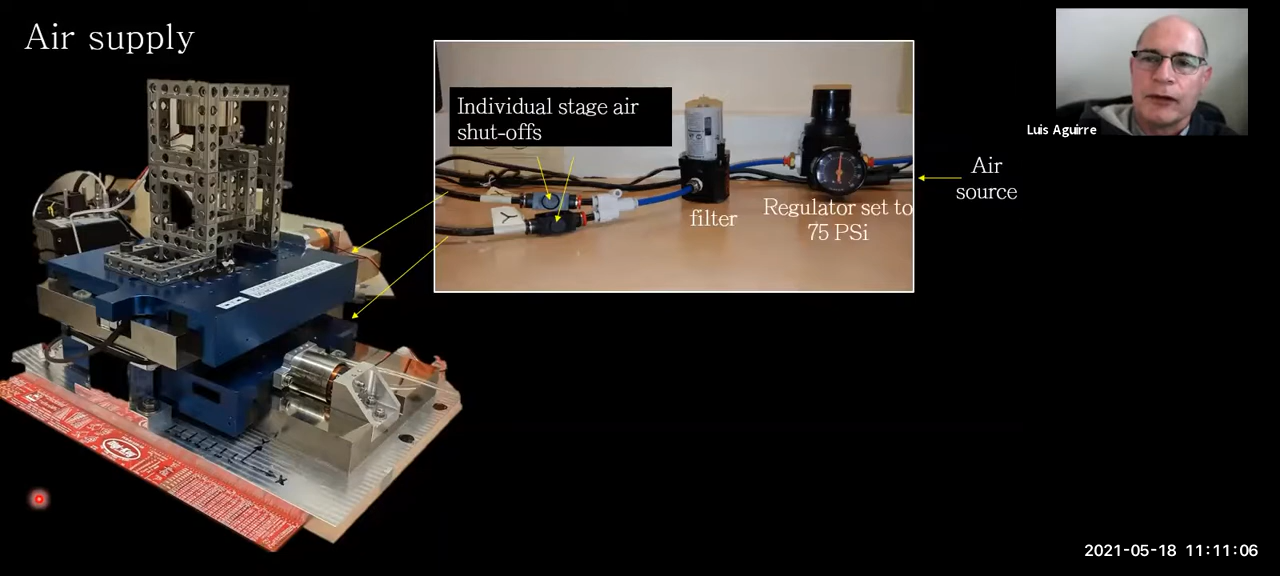 Air supply
Individual stage air
shut-offs
filter
Regulator set to
75 PSi
Air
source
Luis Aguirre
Y
X
2021-05-18 11:11:06